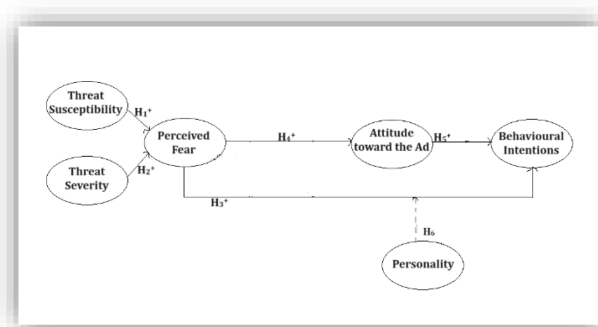 Threat
Susceptibility
H₁⁺
Perceived
Fear
H₄⁺
Attitude
toward the Ad
H₅⁺
Behavioural
Intentions
Threat
Severity
H₂⁺
H₃⁺
H₆
Personality